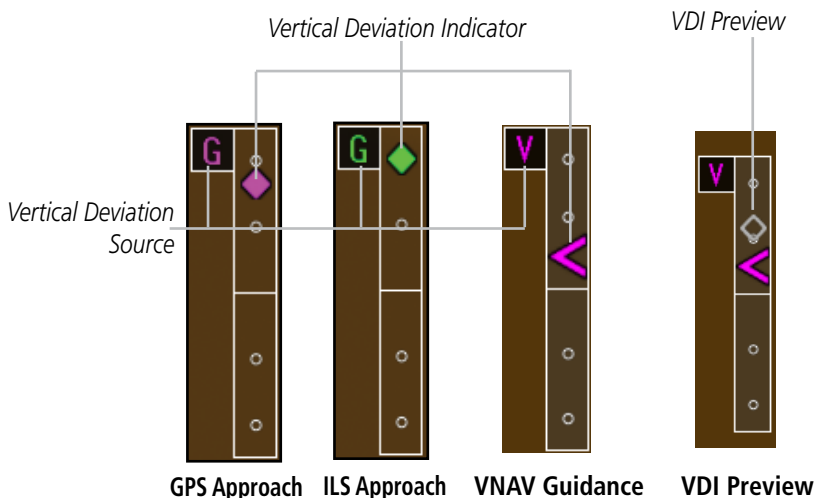 Vertical Deviation Indicator
VDI Preview
G
G
V
V
Vertical Deviation
Source
GPS Approach
ILS Approach
VNAV Guidance
VDI Preview